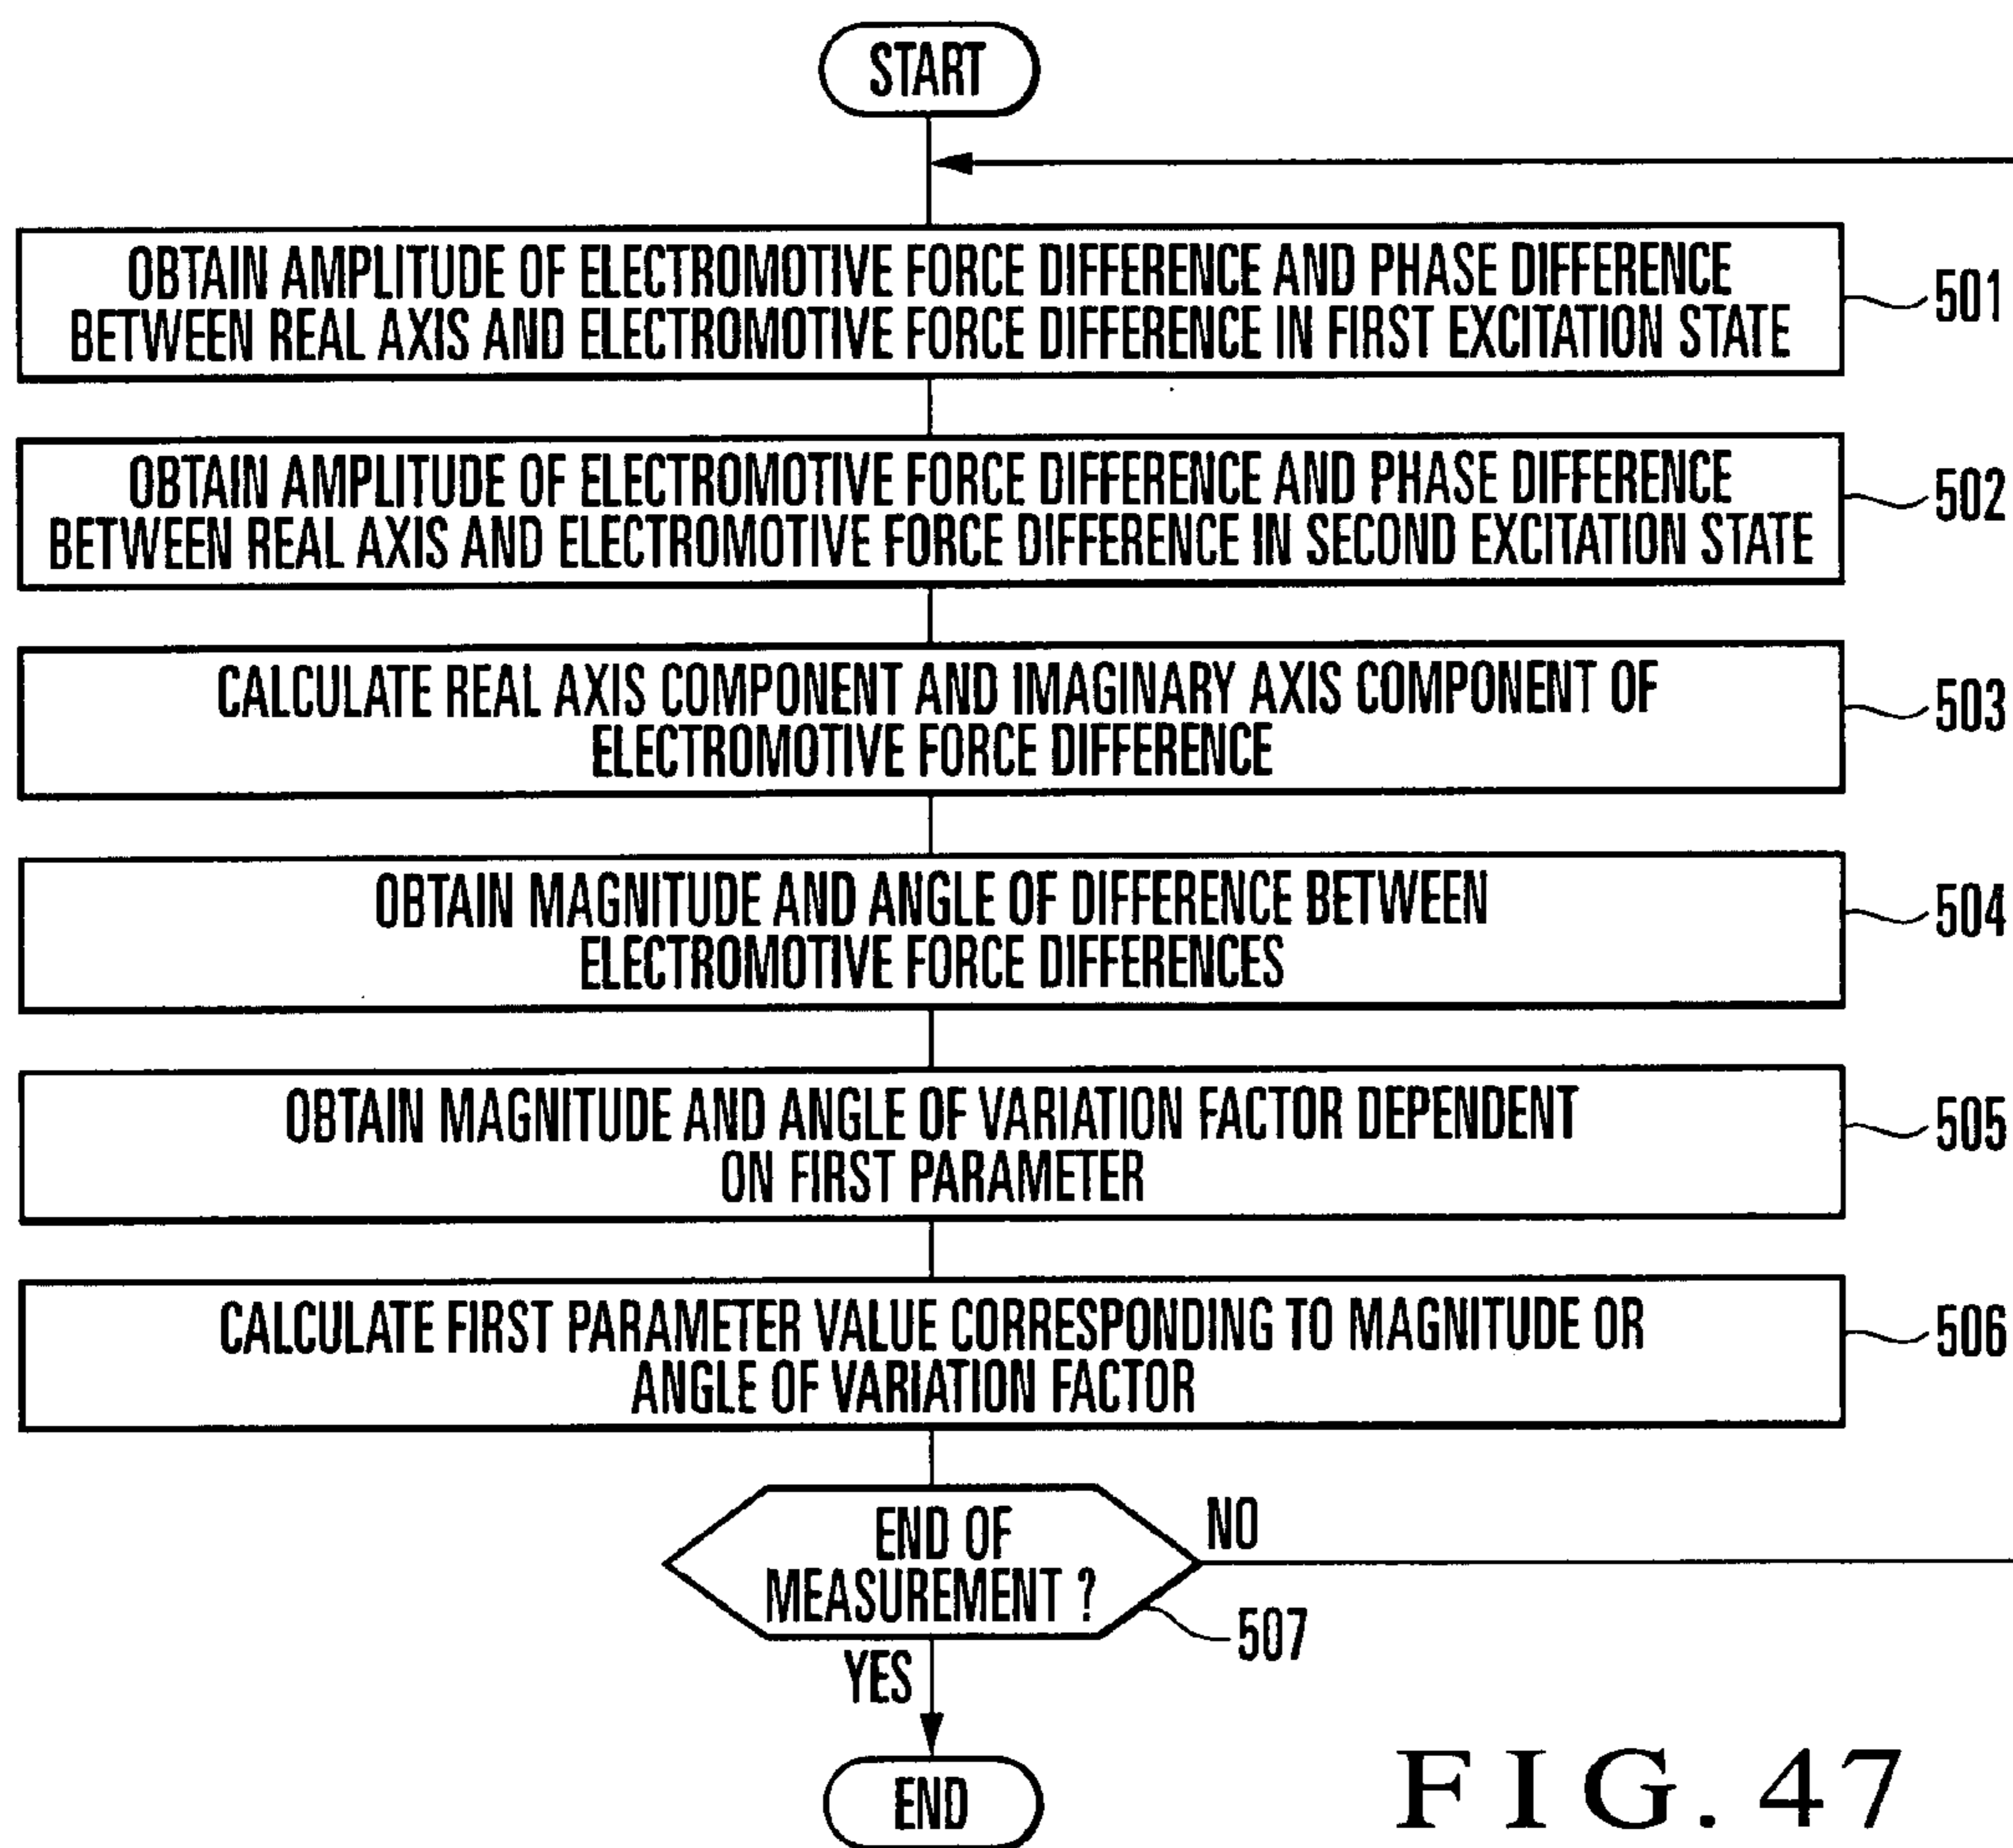 START
OBTAIN AMPLITUDE OF ELECTROMOTIVE FORCE DIFFERENCE AND PHASE DIFFERENCE
BETWEEN REAL AXIS AND ELECTROMOTIVE FORCE DIFFERENCE IN FIRST EXCITATION STATE
501
OBTAIN AMPLITUDE OF ELECTROMOTIVE FORCE DIFFERENCE AND PHASE DIFFERENCE
BETWEEN REAL AXIS AND ELECTROMOTIVE FORCE DIFFERENCE IN SECOND EXCITATION STATE
502
CALCULATE REAL AXIS COMPONENT AND IMAGINARY AXIS COMPONENT OF
ELECTROMOTIVE FORCE DIFFERENCE
503
OBTAIN MAGNITUDE AND ANGLE OF DIFFERENCE BETWEEN
ELECTROMOTIVE FORCE DIFFERENCES
504
OBTAIN MAGNITUDE AND ANGLE OF VARIATION FACTOR DEPENDENT
ON FIRST PARAMETER
505
CALCULATE FIRST PARAMETER VALUE CORRESPONDING TO MAGNITUDE OR
ANGLE OF VARIATION FACTOR
506
END OF
MEASUREMENT ?
NO
507
YES
END
FIG. 47